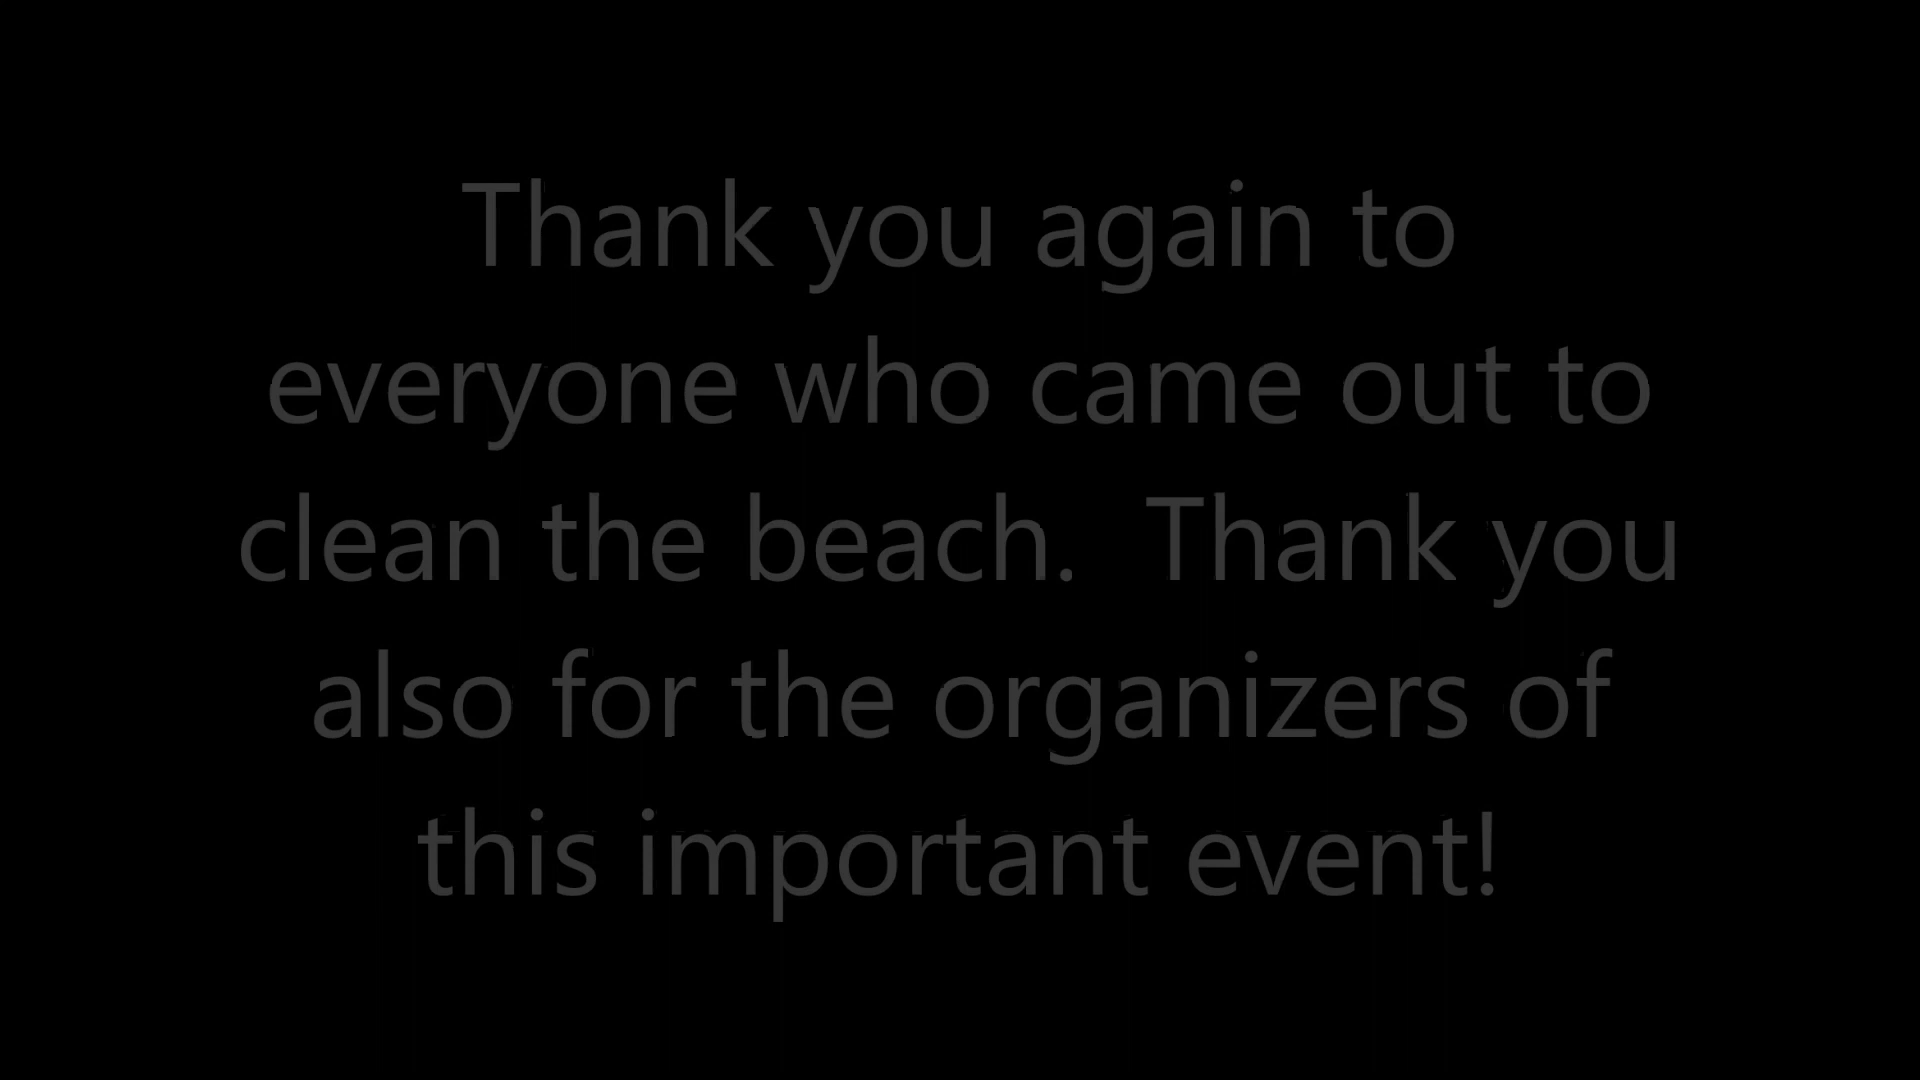 Thank you again to
everyone who came out to
clean the beach.  Thank you
also for the organizers of
this important event!